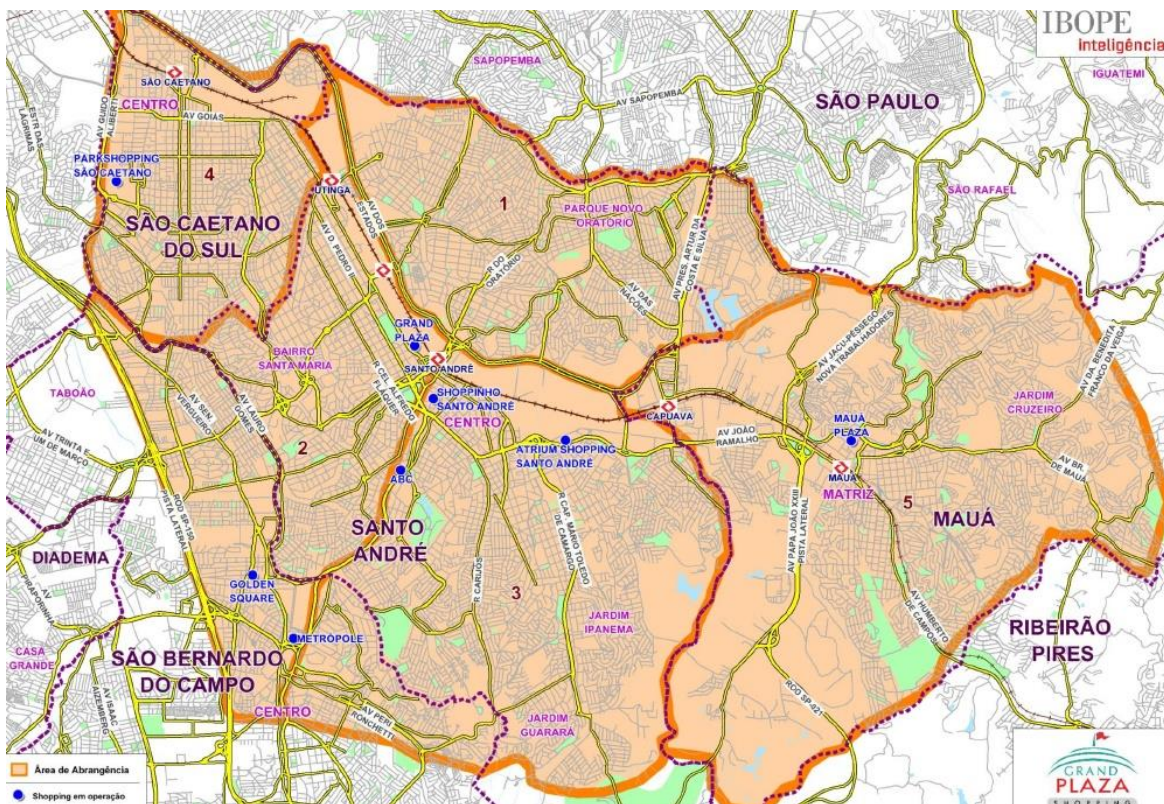 IBOPE
inteligência
SAPOPEMBA
IGUATEMI
SÃO CAETANO
CENTRO
AV GOIÁS
AV GUIDO
ALIBERTI
ESTR DAS
LÁGRIMAS
AV SAPOPEMBA
SÃO PAULO
PARKSHOPPING
SÃO CAETANO
4
UTINGA
AV DOS
ESTADOS
1
PARQUE NOVO
ORATÓRIO
SÃO RAFAEL
SÃO CAETANO
DO SUL
AV D. PEDRO II
R DO
ORATÓRIO
AV PRES. ARTUR DA
COSTA E SILVA
AV DAS
NAÇÕES
GRAND
PLAZA
SANTO ANDRÉ
BAIRRO
SANTA MARIA
R CEL. ALFREDO
FLAQUER
SHOPPINHO
SANTO ANDRÉ
CENTRO
CAPUAVA
AV JACU-PÊSSEGO
NOVA TRABALHADORES
AV DA. BENEDITA
FRANCO DA VEIGA
JARDIM
CRUZEIRO
TABOÃO
AV SEN.
VERGUEIRO
AV LAURO
GOMES
AV TRINTA E
UM DE MARÇO
2
ATRIUM SHOPPING
SANTO ANDRÉ
AV JOÃO
RAMALHO
MAUÁ
PLAZA
MAUÁ
MATRIZ
AV BR.
DE MAUÁ
5
MAUÁ
ABC
ROD SP-150
PISTA LATERAL
SANTO
ANDRÉ
R CAP. MÁRIO TOLEDO
DE CAMARGO
AV PAPA JOÃO XXIII
PISTA LATERAL
DIADEMA
AV
PIRAPORINHA
GOLDEN
SQUARE
R CARIJÓS
3
JARDIM
IPANEMA
AV HUMBERTO
DE CAMPOS
RIBEIRÃO
PIRES
METRÓPOLE
CASA
GRANDE
SÃO BERNARDO
DO CAMPO
CENTRO
AV ISAAC
AIZEMBERG
AV PERI
RONCHETTI
JARDIM
GUARARÁ
ROD SP-021
Área de Abrangência
Shopping em operação
GRAND
PLAZA
SHOPPING